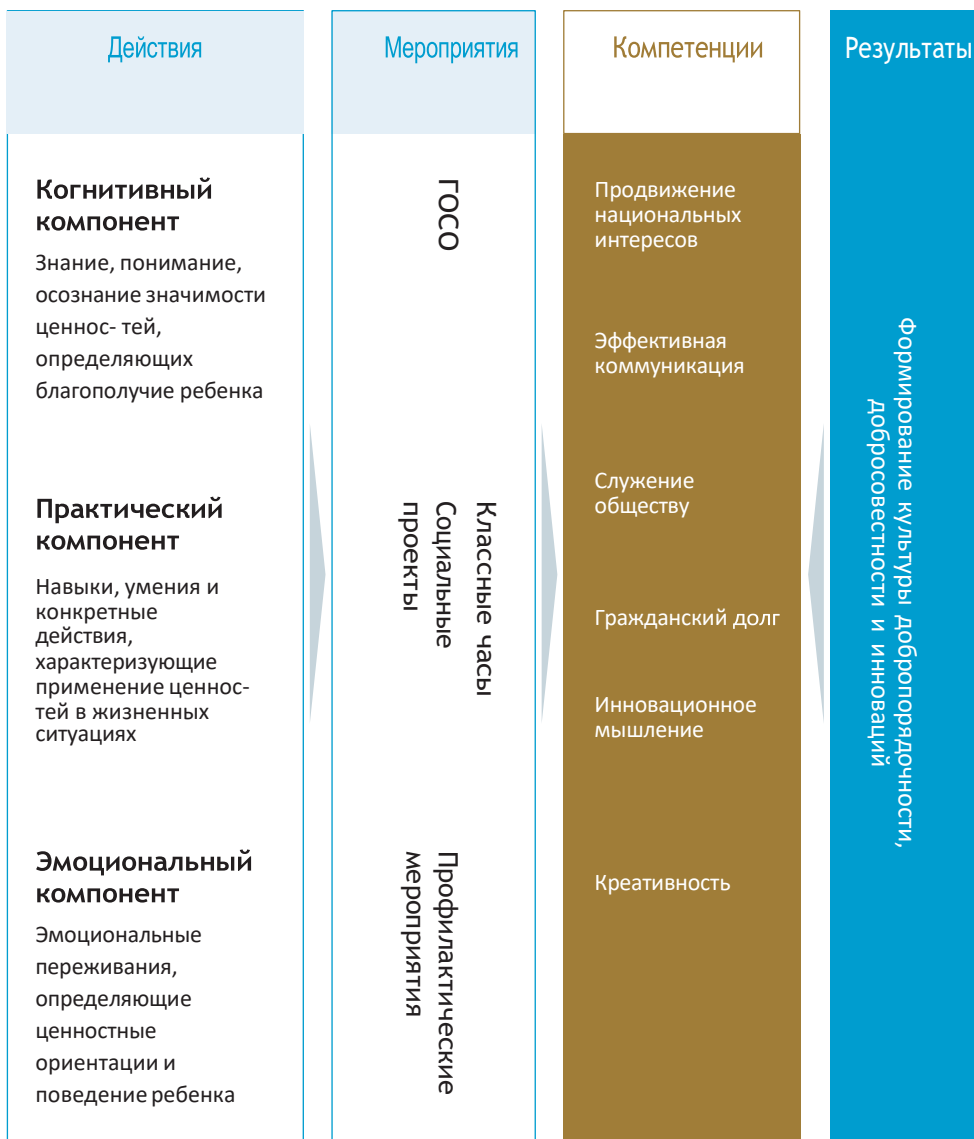 Действия
Когнитивный
компонент
Знание, понимание,
осознание значимости
ценнос- тей,
определяющих
благополучие ребенка
Практический
компонент
Навыки, умения и
конкретные
действия,
характеризующие
применение ценнос-
тей в жизненных
ситуациях
Эмоциональный
компонент
Эмоциональные
переживания,
определяющие
ценностные
ориентации и
поведение ребенка
Мероприятия
ГОСО
Классные часы
Социальные
проекты
Профилактические
мероприятия
Компетенции
Продвижение
национальных
интересов
Эффективная
коммуникация
Служение
обществу
Гражданский долг
Инновационное
мышление
Креативность
Результаты
Формирование культуры добропорядочности,
добросовестности и инноваций